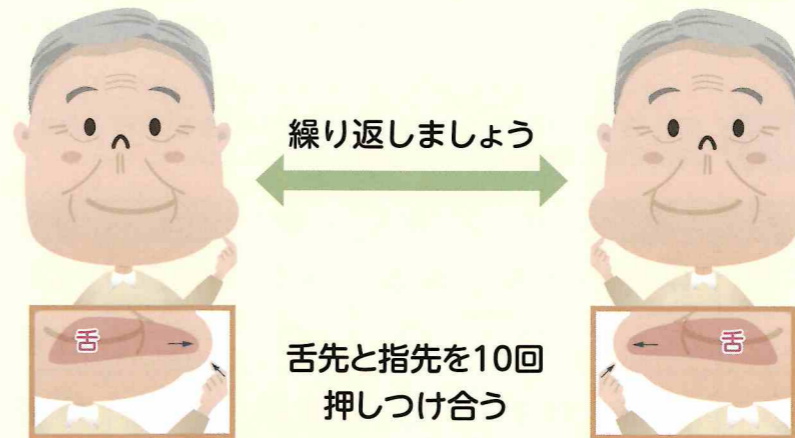 繰り返しましょう
舌
舌先と指先を10回
押しつけ合う
舌